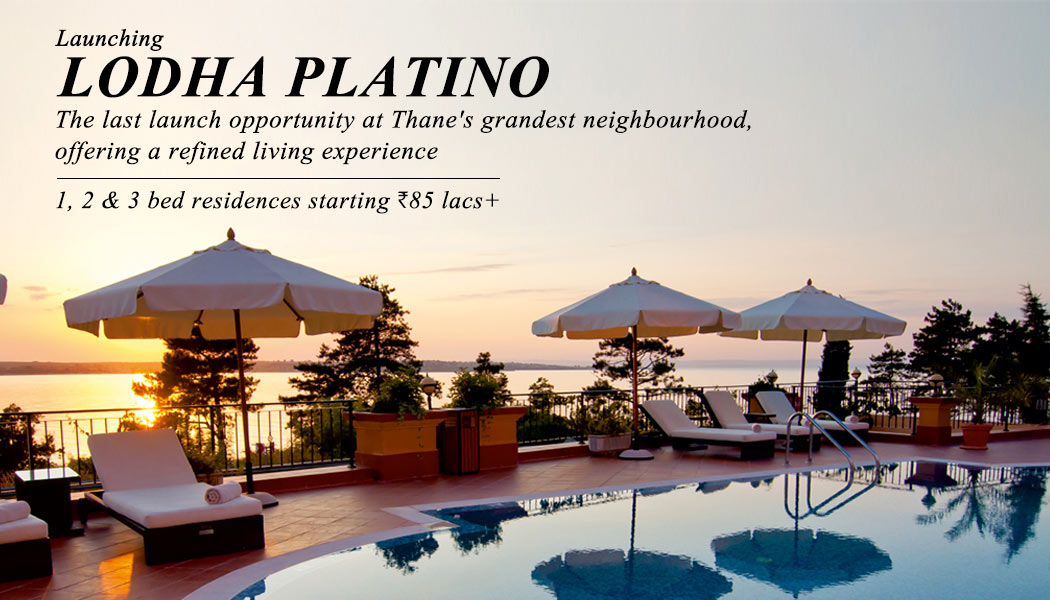 Launching
LODHA PLATINO
The last launch opportunity at Thane's grandest neighbourhood,
offering a refined living experience
1, 2 & 3 bed residences starting ₹85 lacs+